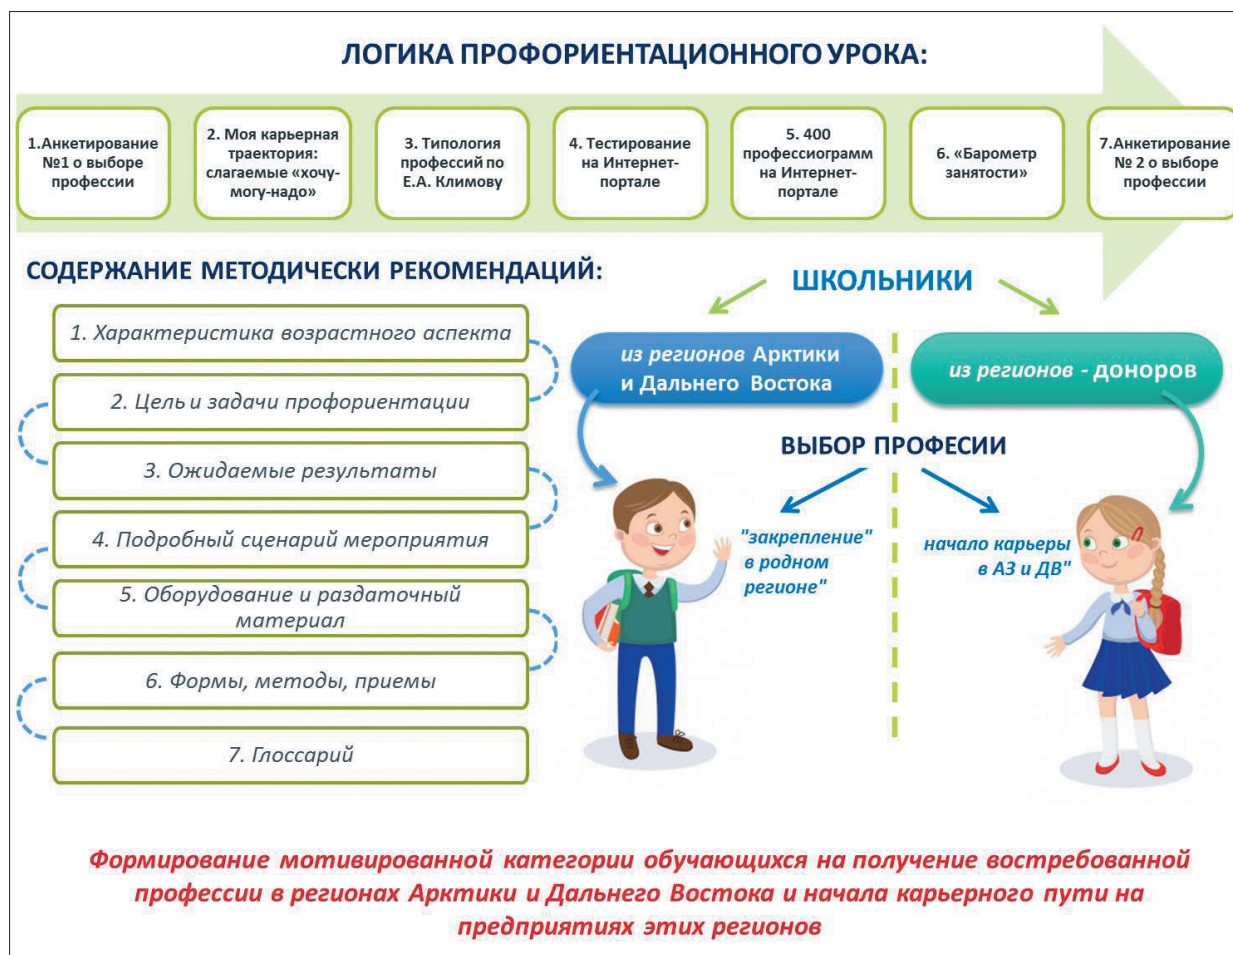 ЛОГИКА ПРОФОРИЕНТАЦИОННОГО УРОКА:
1.Анкетирование
№1 о выборе
профессии
2. Моя карьерная
траектория:
слагаемые «хочу-
могу-надо»
3. Типология
профессий по
Е.А. Климову
4. Тестирование
на Интернет-
портале
5. 400
профессиограмм
на Интернет-
портале
6. «Барометр
занятости»
7.Анкетирование
№ 2 о выборе
профессии
СОДЕРЖАНИЕ МЕТОДИЧЕСКИ РЕКОМЕНДАЦИЙ:
1. Характеристика возрастного аспекта
2. Цель и задачи профориентации
3. Ожидаемые результаты
4. Подробный сценарий мероприятия
5. Оборудование и раздаточный
материал
6. Формы, методы, приемы
7. Глоссарий
ШКОЛЬНИКИ
из регионов Арктики
и Дальнего Востока
из регионов - доноров
ВЫБОР ПРОФЕСИИ
"закрепление"
в родном
регионе"
начало карьеры
в АЗ и ДВ"
Формирование мотивированной категории обучающихся на получение востребованной
профессии в регионах Арктики и Дальнего Востока и начала карьерного пути на
предприятиях этих регионов